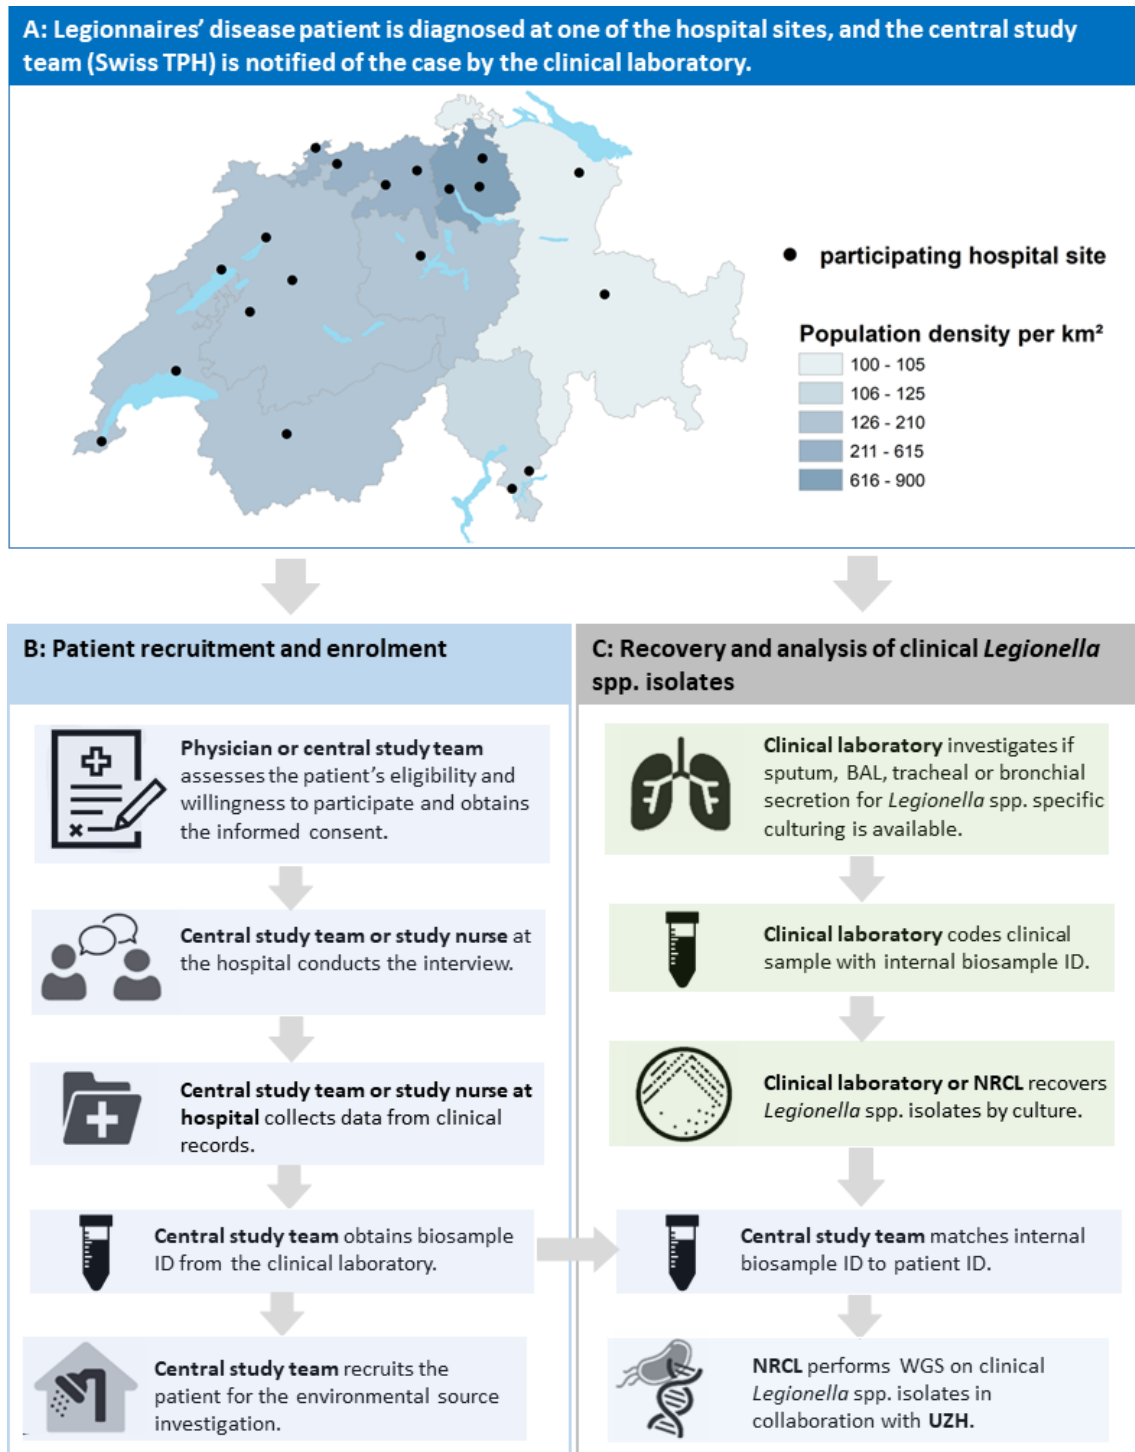 A: Legionnaires’ disease patient is diagnosed at one of the hospital sites, and the central study
team (Swiss TPH) is notified of the case by the clinical laboratory.
participating hospital site
Population density per km²
100 - 105
106 - 125
126 - 210
211 - 615
616 - 900
B: Patient recruitment and enrolment
Physician or central study team
assesses the patient’s eligibility and
willingness to participate and obtains
the informed consent.
Central study team or study nurse at
the hospital conducts the interview.
Central study team or study nurse at
hospital collects data from clinical
records.
Central study team obtains biosample
ID from the clinical laboratory.
Central study team recruits the
patient for the environmental source
investigation.
C: Recovery and analysis of clinical Legionella
spp. isolates
Clinical laboratory investigates if
sputum, BAL, tracheal or bronchial
secretion for Legionella spp. specific
culturing is available.
Clinical laboratory codes clinical
sample with internal biosample ID.
Clinical laboratory or NRCL recovers
Legionella spp. isolates by culture.
Central study team matches internal
biosample ID to patient ID.
NRCL performs WGS on clinical
Legionella spp. isolates in
collaboration with UZH.